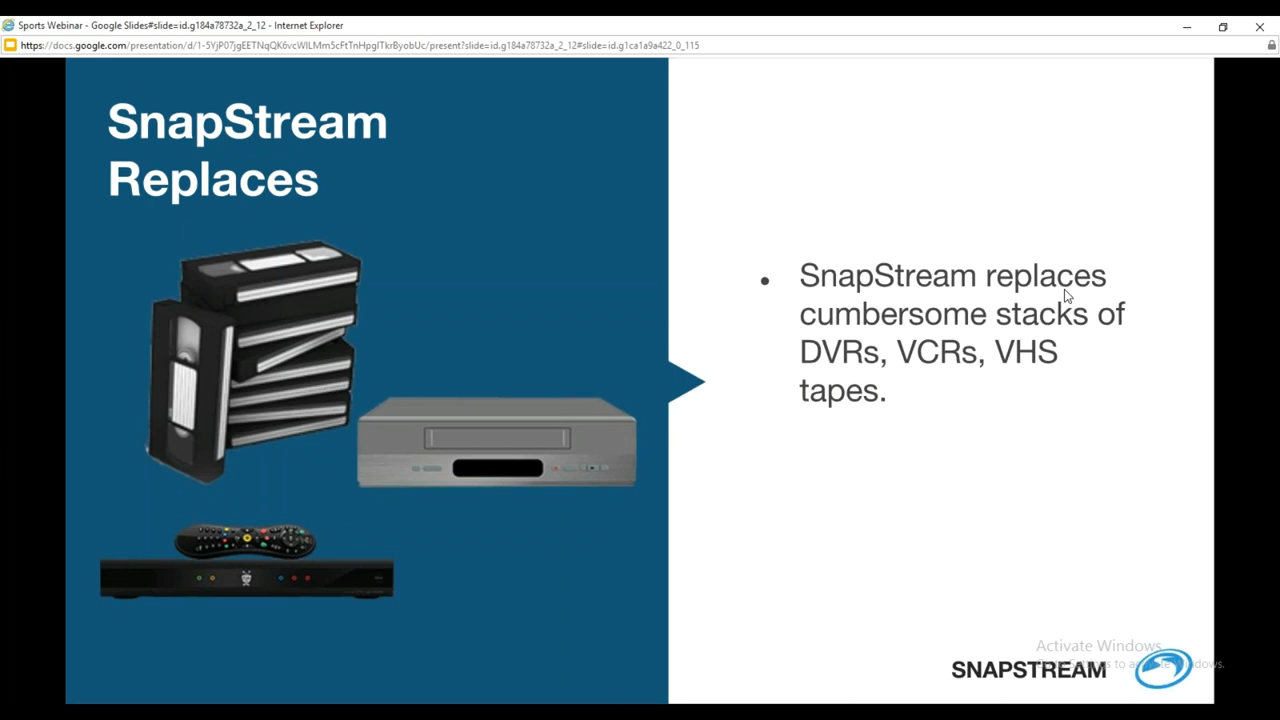 Sports Webinar - Google Slides#slide=id.g184a78732a_2_12 - Internet Explorer
https://docs.google.com/presentation/d/1-5YjP07jgEETNqQK6vcWILMm5cFtTnHpgITkrByobUc/present?slide=id.g184a78732a_2_12#slide=id.g1ca1a9a422_0_115
SnapStream
Replaces
• SnapStream replaces
cumbersome stacks of
DVRs, VCRs, VHS
tapes.
Activate Windows
SNAPSTREAM